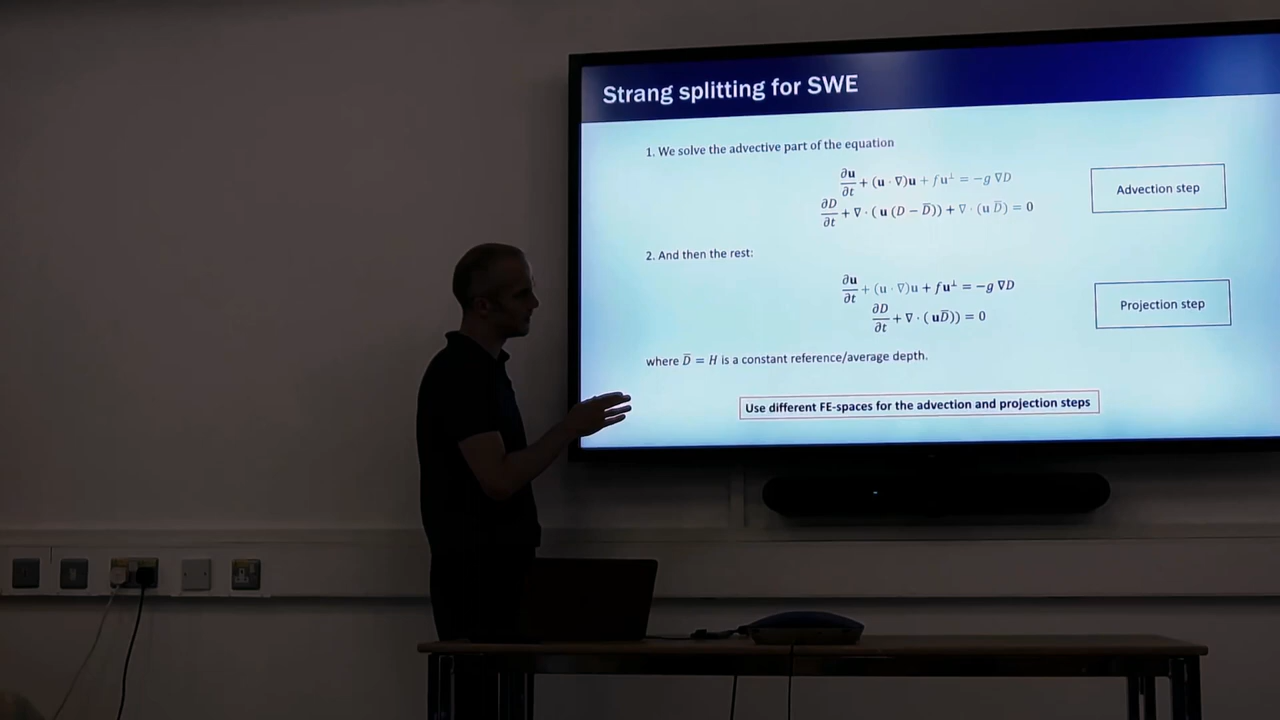 Strang splitting for SWE
1. We solve the advective part of the equation
∂u/∂t + (u · ∇)u + fu⊥ = −g ∇D
∂D/∂t + ∇ · ( u (D − D̅)) + ∇ · (u D̅) = 0
Advection step
2. And then the rest:
∂u/∂t + (u · ∇)u + fu⊥ = −g ∇D
∂D/∂t + ∇ · ( uD̅)) = 0
Projection step
where D̅ = H is a constant reference/average depth.
Use different FE-spaces for the advection and projection steps